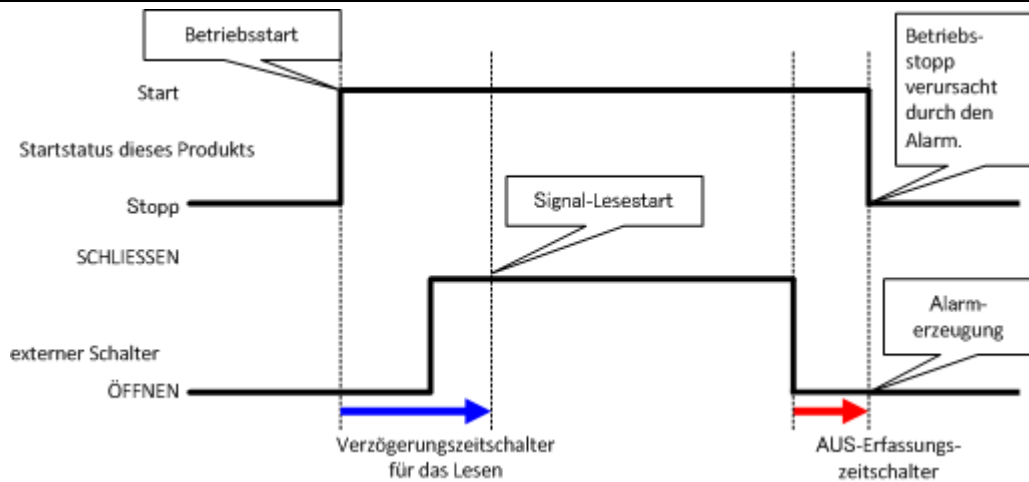 Betriebsstart
Betriebs-
stopp
verursacht
durch den
Alarm.
Start
Startstatus dieses Produkts
Stopp
Signal-Lesestart
SCHLIESSEN
Alarm-
erzeugung
externer Schalter
ÖFFNEN
Verzögerungszeitschalter
für das Lesen
AUS-Erfassungs-
zeitschalter